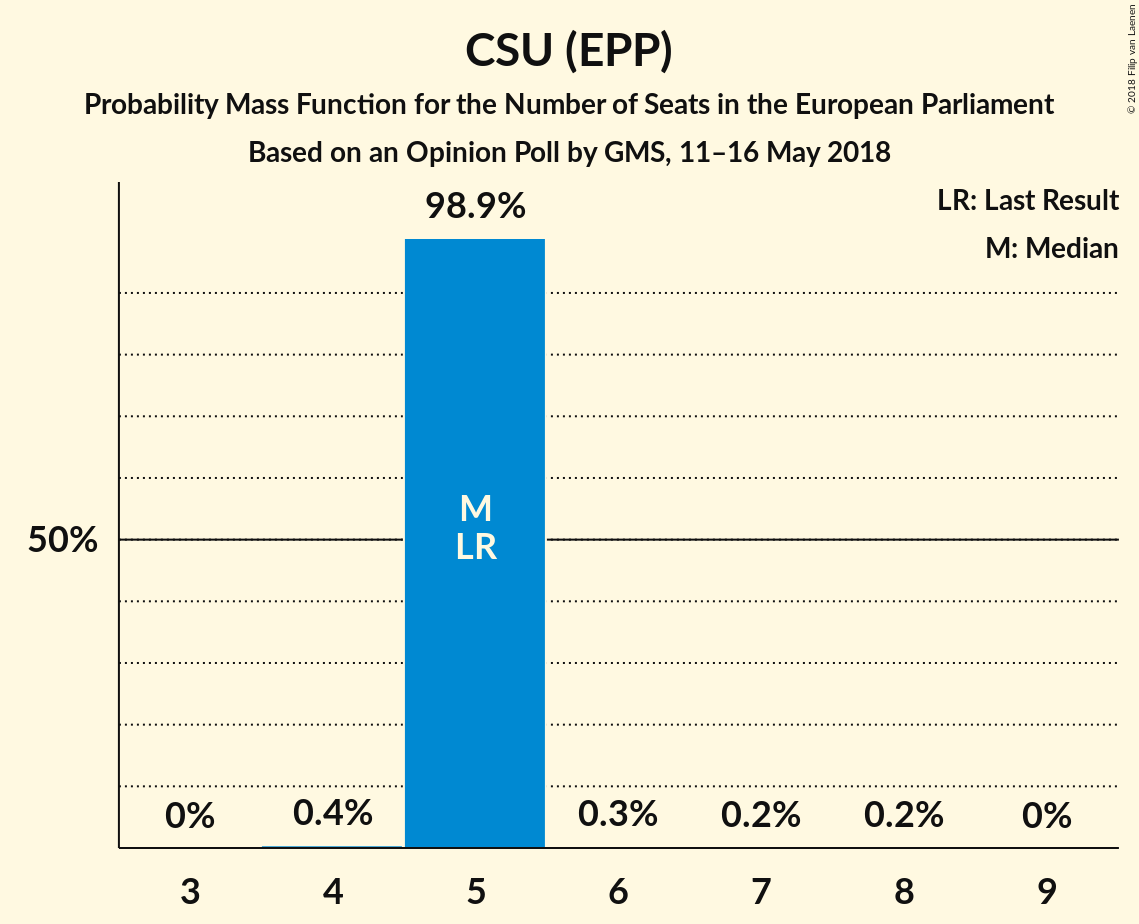 CSU (EPP)
Probability Mass Function for the Number of Seats in the European Parliament
Based on an Opinion Poll by GMS, 11–16 May 2018
© 2018 Filip van Laenen
LR: Last Result
M: Median
98.9%
M
LR
50%
0% 0.4% 0.3% 0.2% 0.2% 0%
3 4 5 6 7 8 9